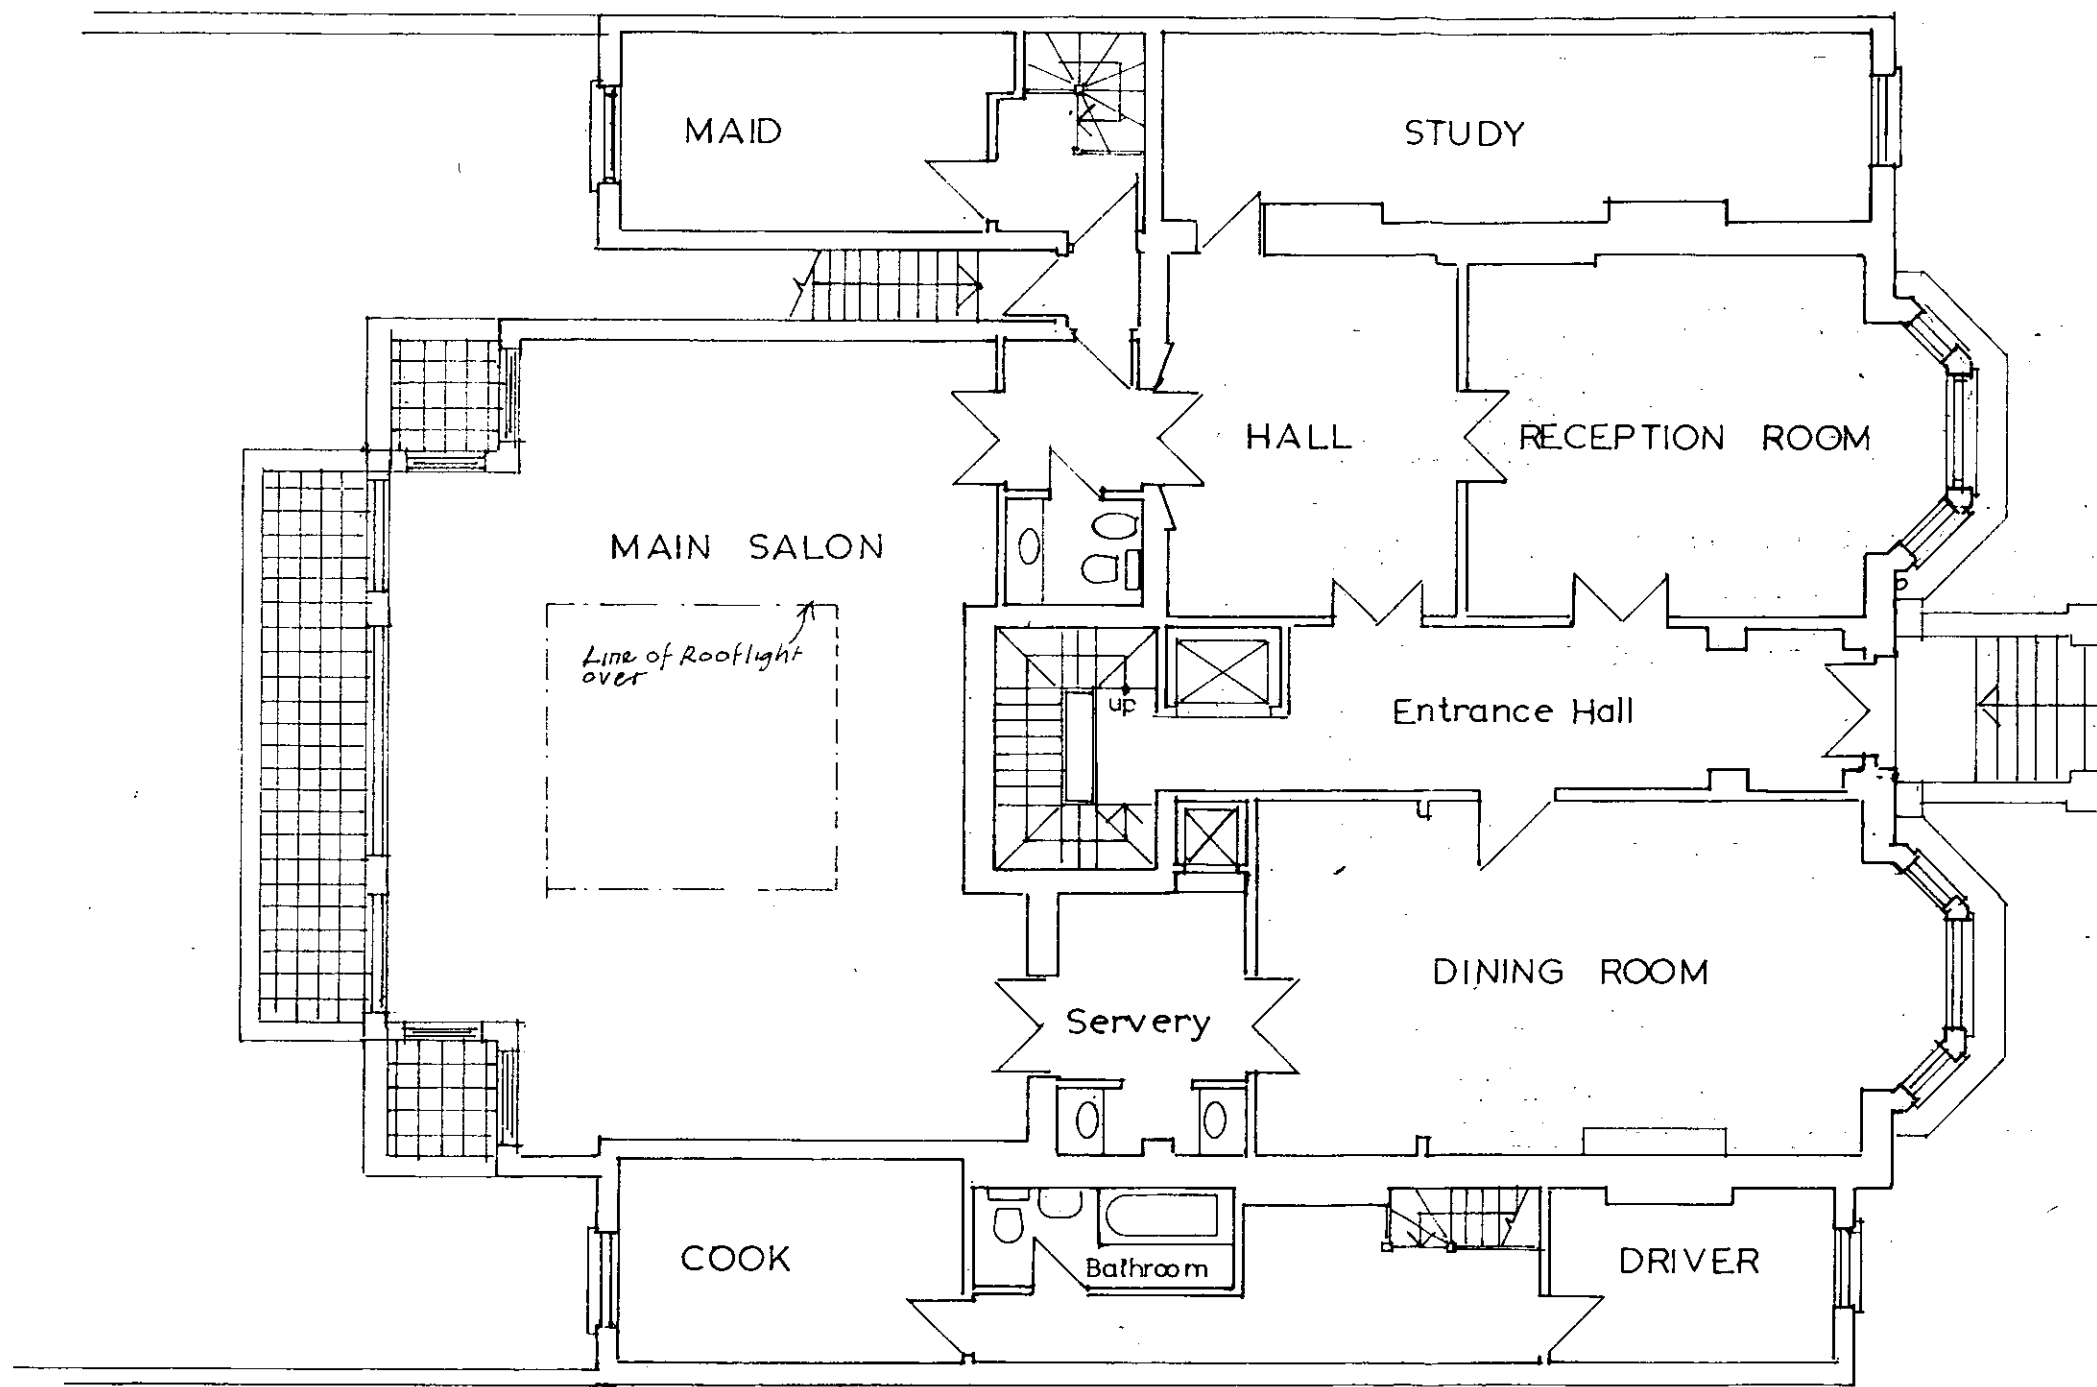 MAID
STUDY
HALL
RECEPTION ROOM
MAIN SALON
Line of Rooflight
over
up
Entrance Hall
DINING ROOM
Servery
COOK
Bathroom
DRIVER